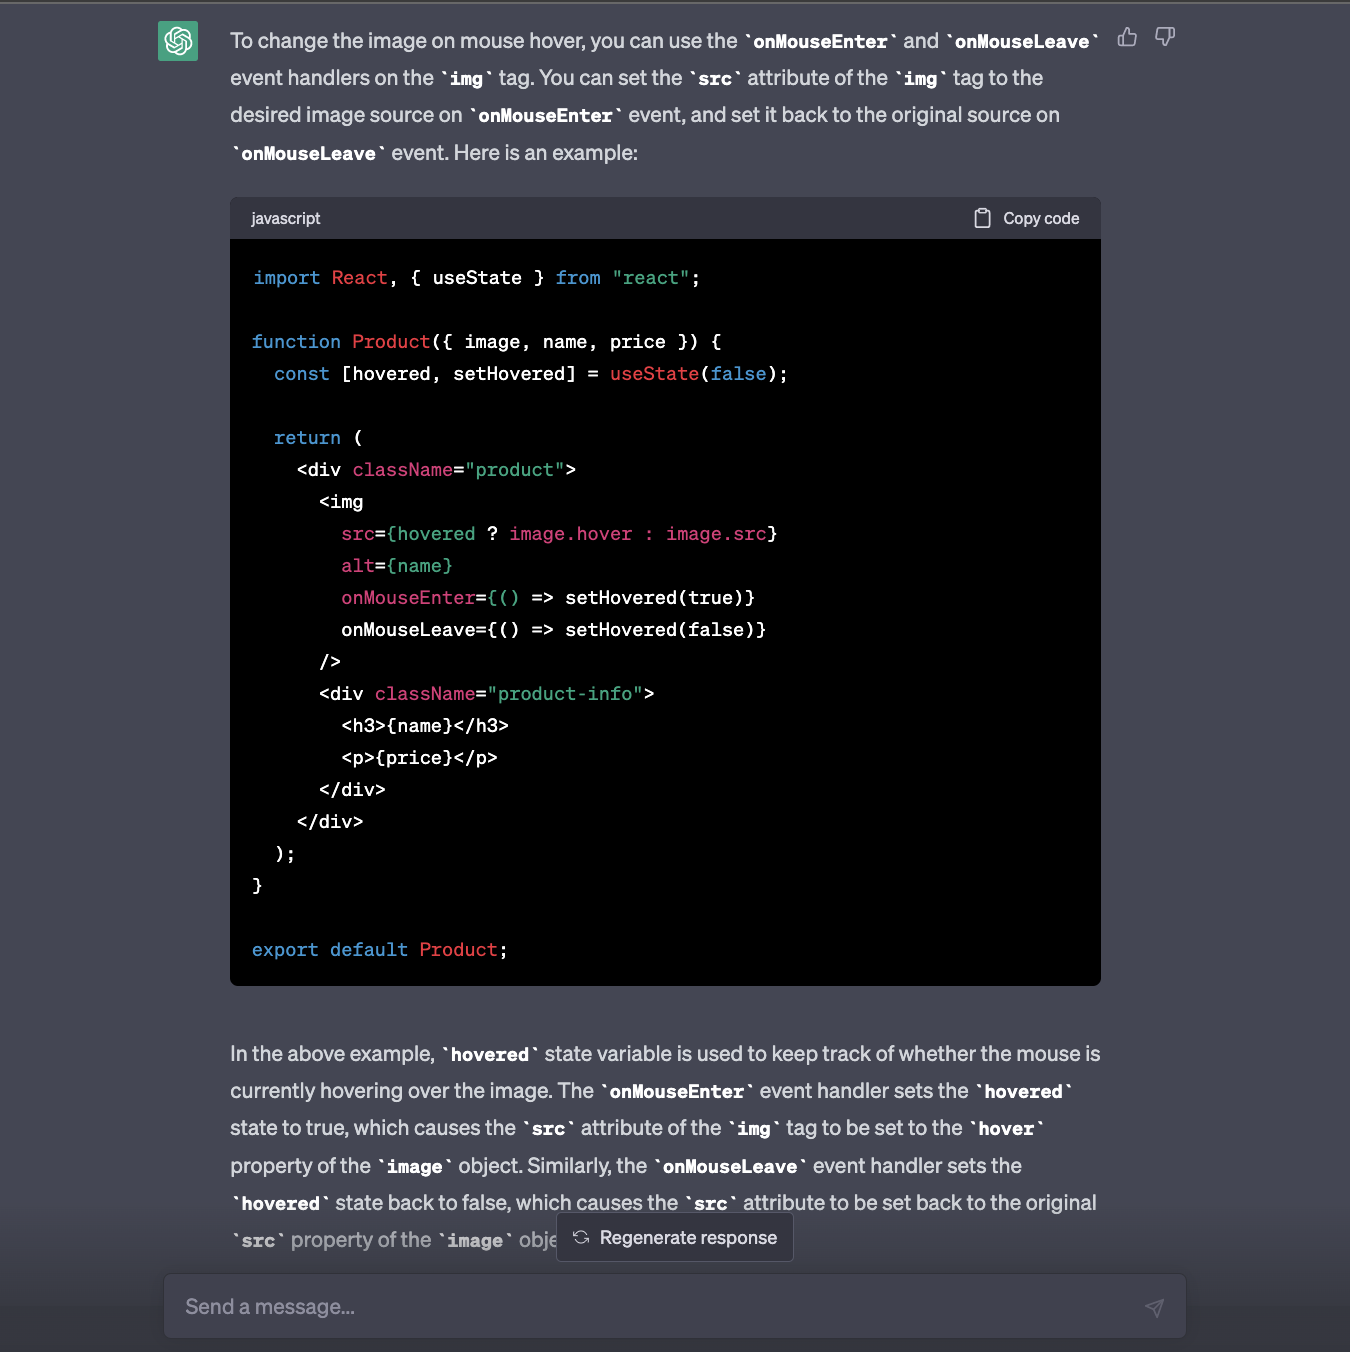 To change the image on mouse hover, you can use the `onMouseEnter` and `onMouseLeave`
event handlers on the `img` tag. You can set the `src` attribute of the `img` tag to the
desired image source on `onMouseEnter` event, and set it back to the original source on
`onMouseLeave` event. Here is an example:
javascript
Copy code
import React, { useState } from "react";
function Product({ image, name, price }) {
  const [hovered, setHovered] = useState(false);
  return (
    <div className="product">
      <img
        src={hovered ? image.hover : image.src}
        alt={name}
        onMouseEnter={() => setHovered(true)}
        onMouseLeave={() => setHovered(false)}
      />
      <div className="product-info">
        <h3>{name}</h3>
        <p>{price}</p>
      </div>
    </div>
  );
}
export default Product;
In the above example, `hovered` state variable is used to keep track of whether the mouse is
currently hovering over the image. The `onMouseEnter` event handler sets the `hovered`
state to true, which causes the `src` attribute of the `img` tag to be set to the `hover`
property of the `image` object. Similarly, the `onMouseLeave` event handler sets the
`hovered` state back to false, which causes the `src` attribute to be set back to the original
`src` property of the `image` obje
Regenerate response
Send a message...